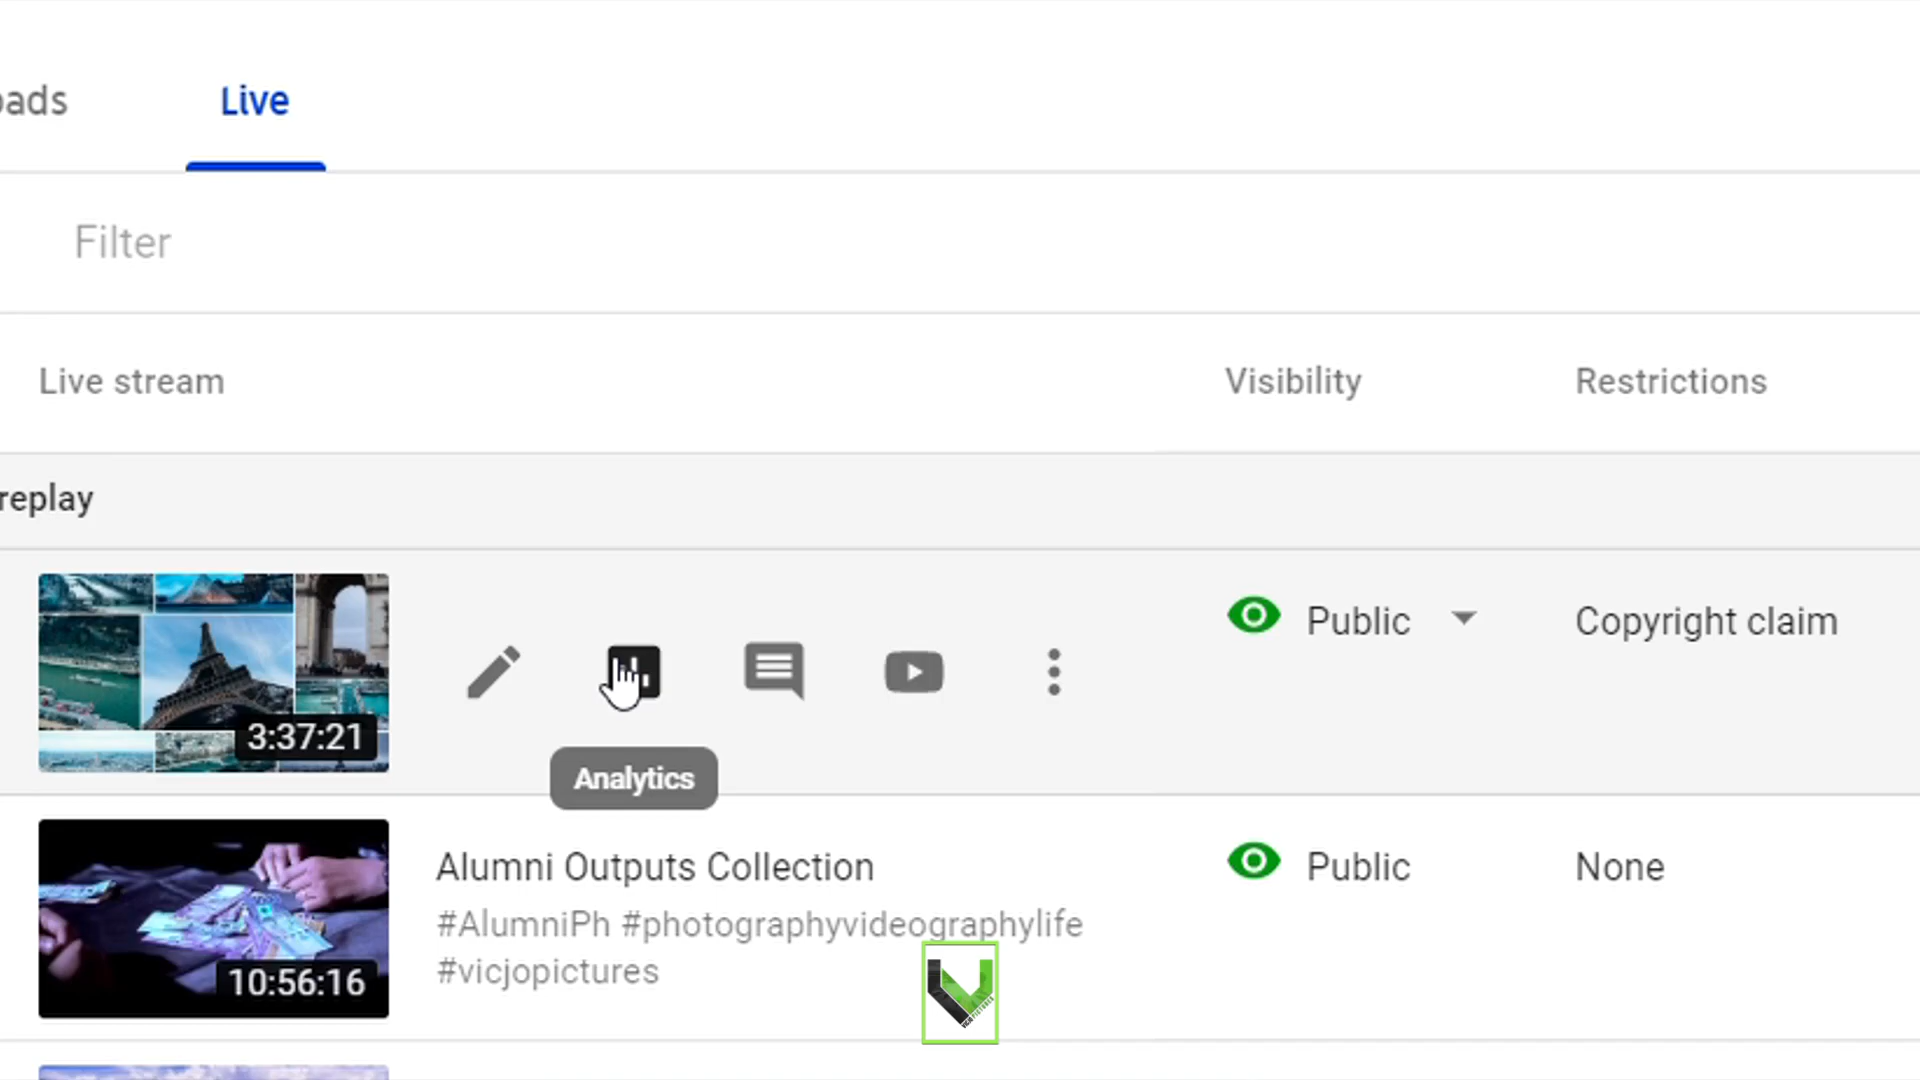 oads
Live
Filter
Live stream
Visibility
Restrictions
replay
3:37:21
Public
Copyright claim
Analytics
10:56:16
Alumni Outputs Collection
#AlumniPh #photographyvideographylife
#vicjopictures
Public
None